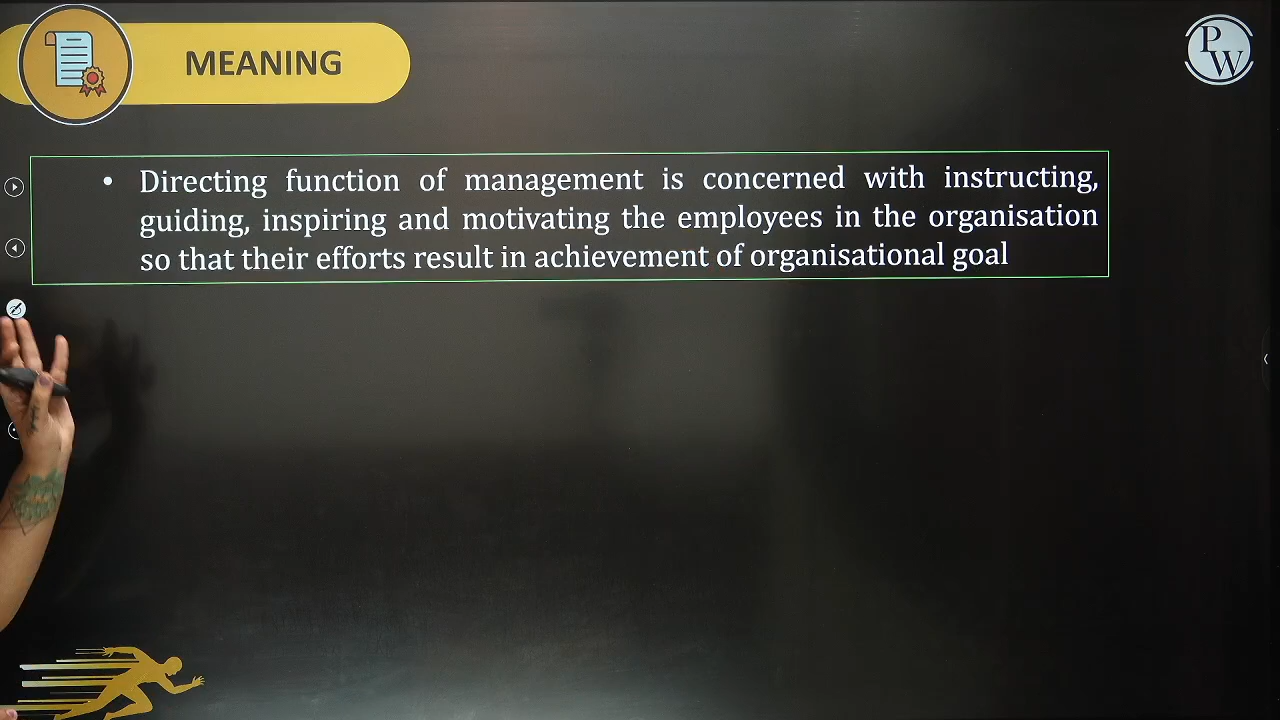 MEANING
PW
• Directing function of management is concerned with instructing,
guiding, inspiring and motivating the employees in the organisation
so that their efforts result in achievement of organisational goal